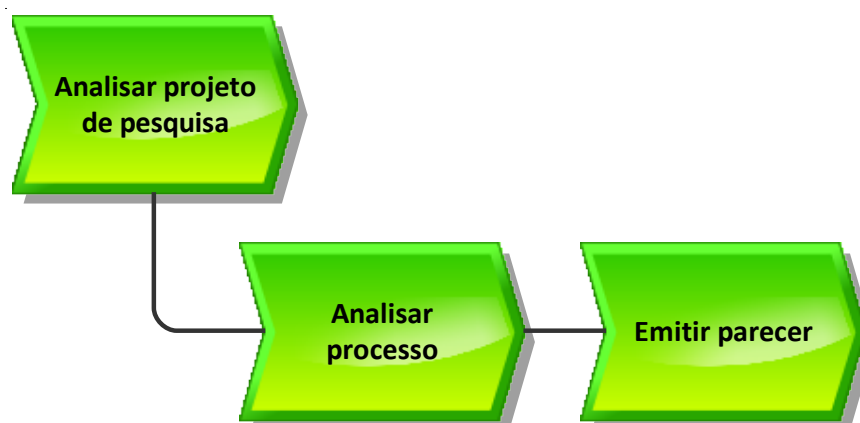 Analisar projeto
de pesquisa
Analisar
processo
Emitir parecer